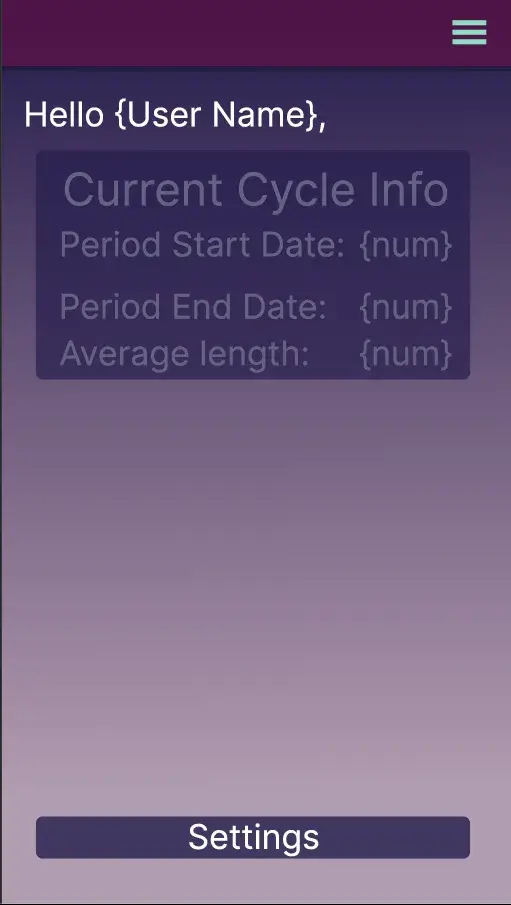 Hello {User Name},
Current Cycle Info
Period Start Date: {num}
Period End Date: {num}
Average length: {num}
Settings